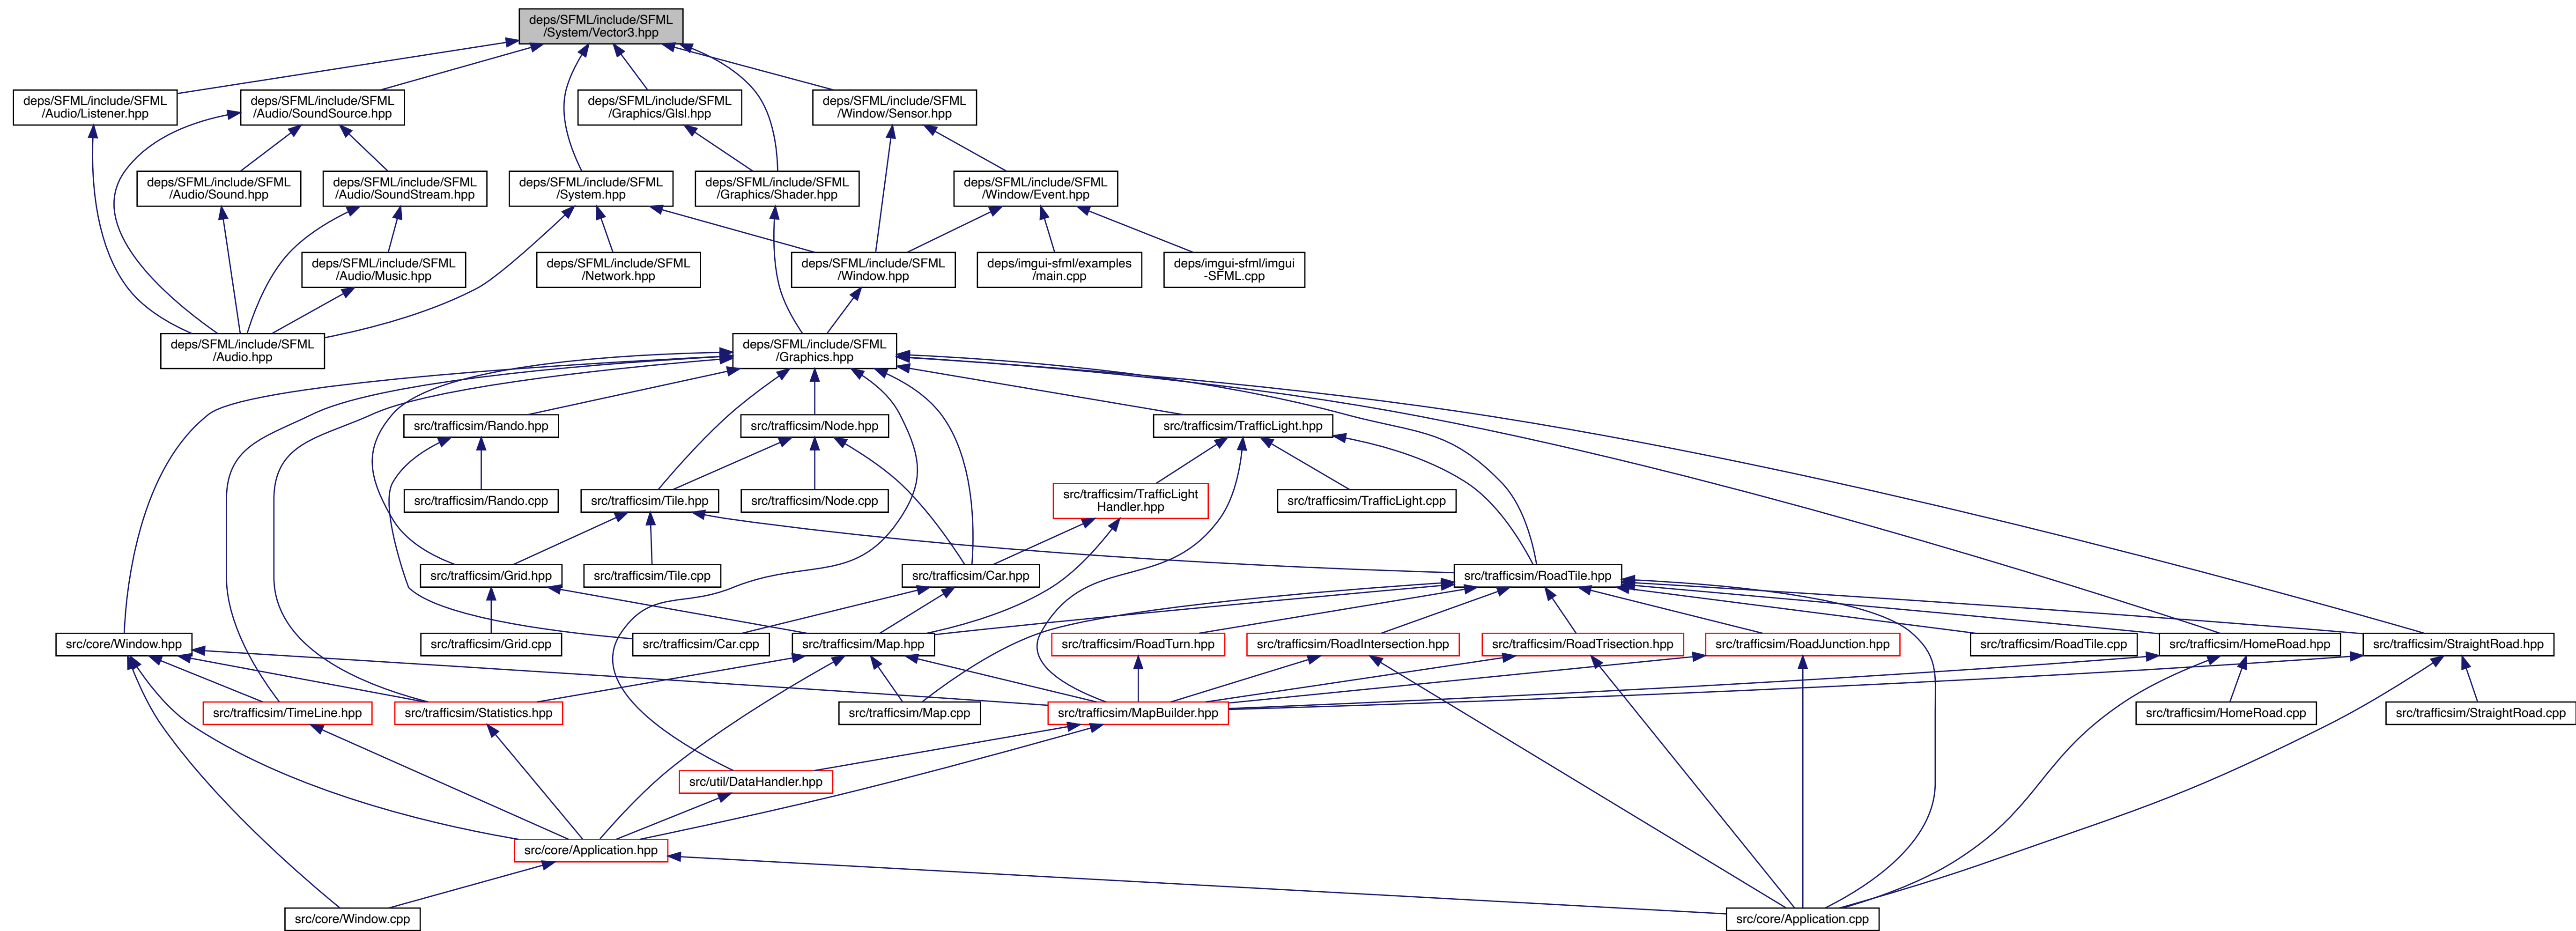 deps/SFML/include/SFML
/System/Vector3.hpp
deps/SFML/include/SFML
/Audio/Listener.hpp
deps/SFML/include/SFML
/Audio/SoundSource.hpp
deps/SFML/include/SFML
/Graphics/Glsl.hpp
deps/SFML/include/SFML
/Window/Sensor.hpp
deps/SFML/include/SFML
/Audio/Sound.hpp
deps/SFML/include/SFML
/Audio/SoundStream.hpp
deps/SFML/include/SFML
/System.hpp
deps/SFML/include/SFML
/Graphics/Shader.hpp
deps/SFML/include/SFML
/Window/Event.hpp
deps/SFML/include/SFML
/Audio/Music.hpp
deps/SFML/include/SFML
/Network.hpp
deps/SFML/include/SFML
/Window.hpp
deps/imgui-sfml/examples
/main.cpp
deps/imgui-sfml/imgui
-SFML.cpp
deps/SFML/include/SFML
/Audio.hpp
deps/SFML/include/SFML
/Graphics.hpp
src/trafficsim/Rando.hpp
src/trafficsim/Node.hpp
src/trafficsim/TrafficLight.hpp
src/trafficsim/Rando.cpp
src/trafficsim/Tile.hpp
src/trafficsim/Node.cpp
src/trafficsim/TrafficLight
Handler.hpp
src/trafficsim/TrafficLight.cpp
src/trafficsim/Grid.hpp
src/trafficsim/Tile.cpp
src/trafficsim/Car.hpp
src/trafficsim/RoadTile.hpp
src/core/Window.hpp
src/trafficsim/Grid.cpp
src/trafficsim/Car.cpp
src/trafficsim/Map.hpp
src/trafficsim/RoadTurn.hpp
src/trafficsim/RoadIntersection.hpp
src/trafficsim/RoadTrisection.hpp
src/trafficsim/RoadJunction.hpp
src/trafficsim/RoadTile.cpp
src/trafficsim/HomeRoad.hpp
src/trafficsim/StraightRoad.hpp
src/trafficsim/TimeLine.hpp
src/trafficsim/Statistics.hpp
src/trafficsim/Map.cpp
src/trafficsim/MapBuilder.hpp
src/trafficsim/HomeRoad.cpp
src/trafficsim/StraightRoad.cpp
src/util/DataHandler.hpp
src/core/Application.hpp
src/core/Window.cpp
src/core/Application.cpp